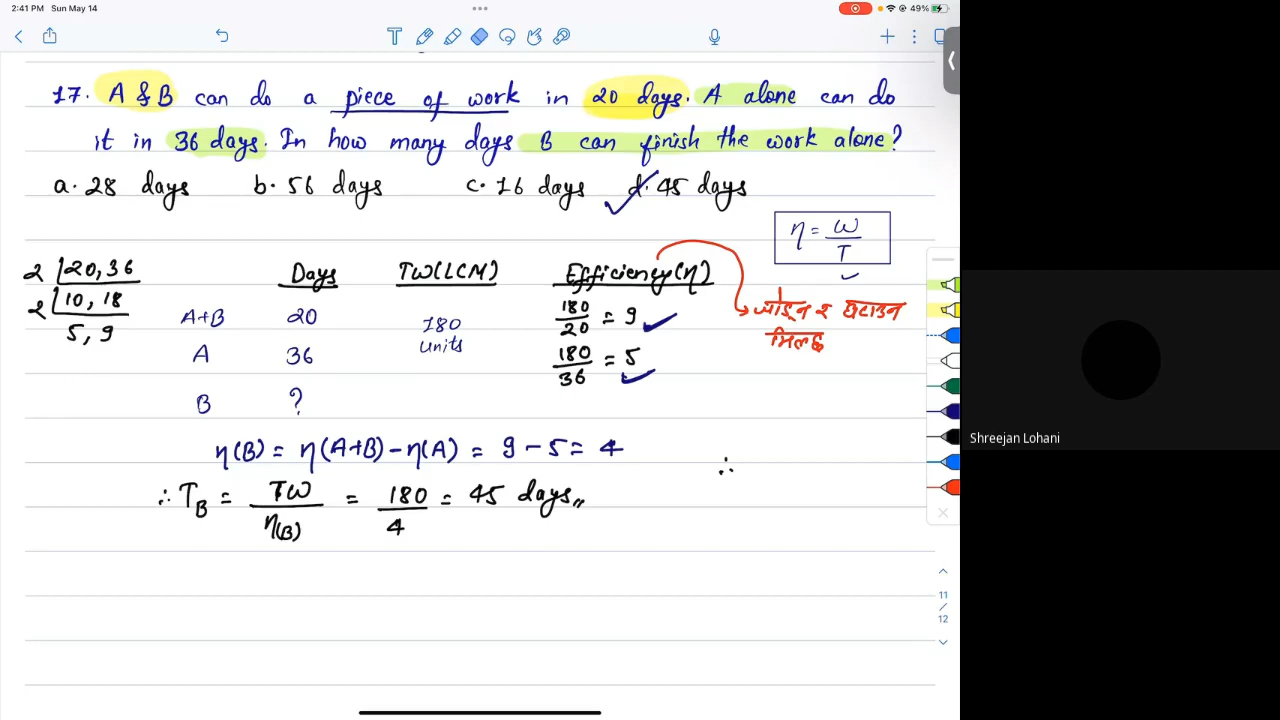 2:41 PM Sun May 14
49%
17. A & B can do a piece of work in 20 days. A alone can do
it in 36 days. In how many days B can finish the work alone?
a. 28 days b. 56 days c. 16 days d. 45 days
η = W/T
2 | 20, 36
2 | 10, 18
5, 9
Days TW(LCM) Efficiency(η)
A+B 20 180/20 = 9
180 units
A 36 180/36 = 5
B ?
जोड्न र घटाउन
मिल्छ
η(B) = η(A+B) - η(A) = 9 - 5 = 4
∴ T_B = TW/η(B) = 180/4 = 45 days,,
∴
Shreejan Lohani
11
/
12